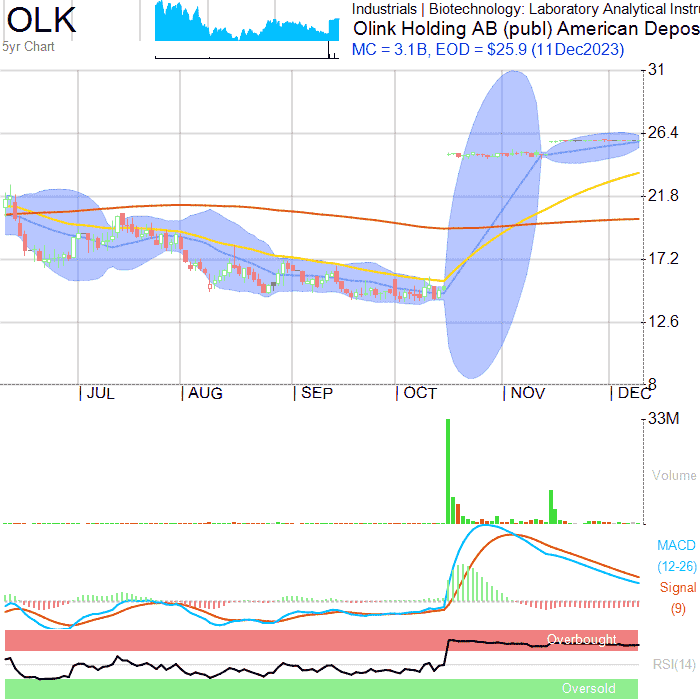 OLK
5yr Chart
Industrials | Biotechnology: Laboratory Analytical Instru
Olink Holding AB (publ) American Depos
MC = 3.1B, EOD = $25.9 (11Dec2023)
31
26.4
21.8
17.2
12.6
8
| JUL | AUG | SEP | OCT | NOV | DEC
33M
Volume
MACD
(12-26)
Signal
(9)
Overbought
RSI(14)
Oversold